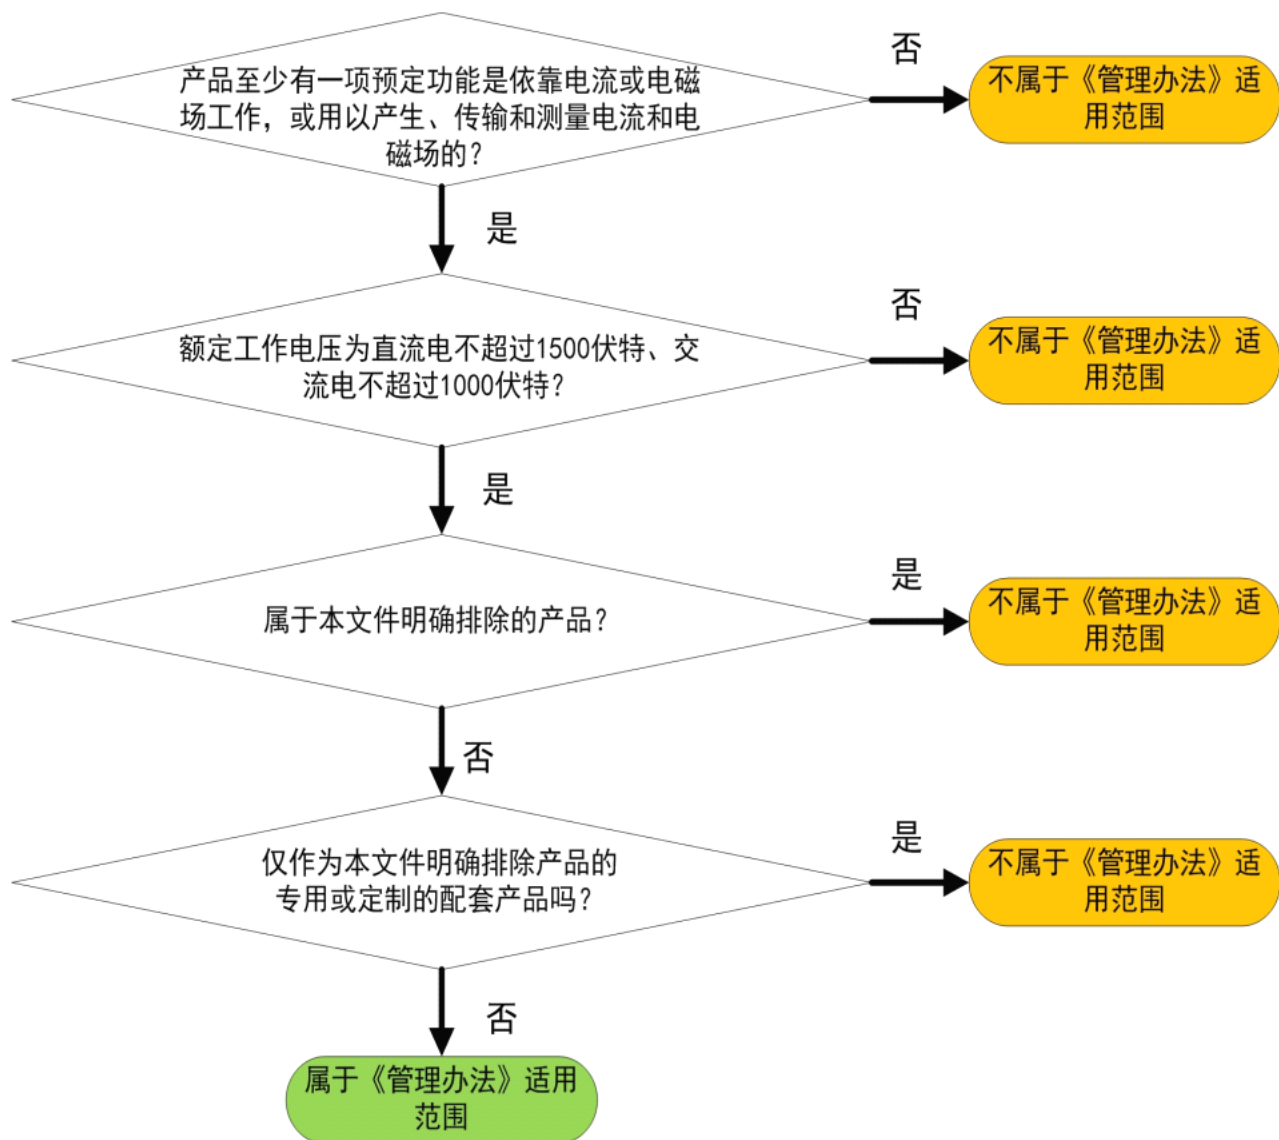 产品至少有一项预定功能是依靠电流或电磁
场工作，或用以产生、传输和测量电流和电
磁场的？
否
不属于《管理办法》适
用范围
是
额定工作电压为直流电不超过1500伏特、交
流电不超过1000伏特？
否
不属于《管理办法》适
用范围
是
属于本文件明确排除的产品？
是
不属于《管理办法》适
用范围
否
仅作为本文件明确排除产品的
专用或定制的配套产品吗？
是
不属于《管理办法》适
用范围
否
属于《管理办法》适用
范围